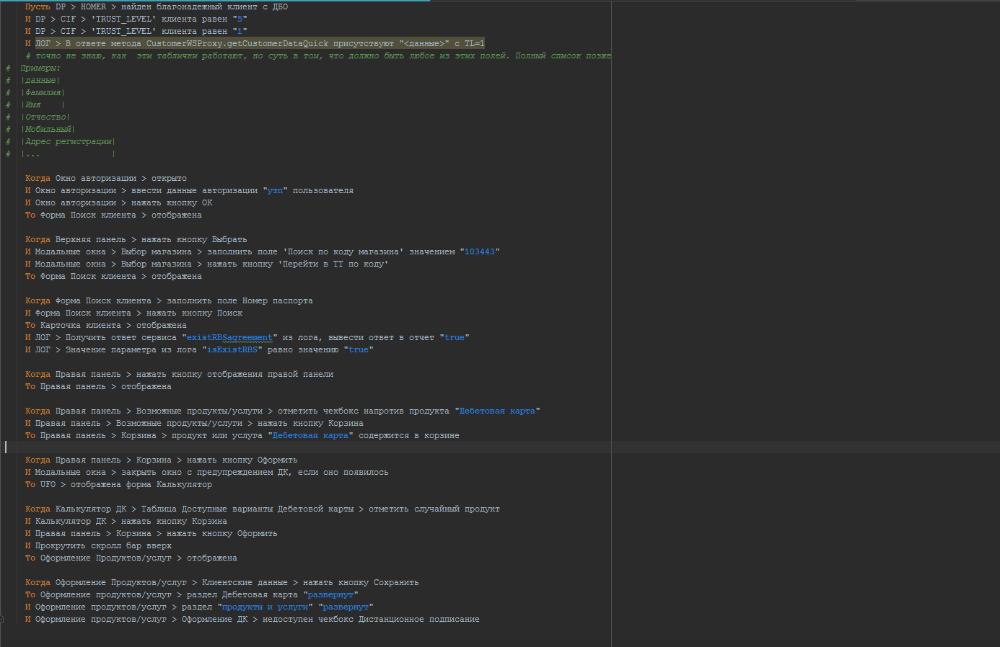 Пусть DP > HOMER > найден благонадежный клиент с ДБО
И DP > CIF > 'TRUST_LEVEL' клиента равен "5"
И DP > CIF > 'TRUST_LEVEL' клиента равен "1"
И ЛОГ > В ответе метода CustomerWSProxy.getCustomerDataQuick присутствуют "<данные>" с TL=1
# точно не знаю, как  эти таблички работают, но суть в том, что должно быть любое из этих полей. Полный список позже
#  Примеры:
#  |данные|
#  |Фамилия|
#  |Имя    |
#  |Отчество|
#  |Мобильный|
#  |Адрес регистрации|
#  |...              |
Когда Окно авторизации > открыто
И Окно авторизации > ввести данные авторизации "утп" пользователя
И Окно авторизации > нажать кнопку ОК
То Форма Поиск клиента > отображена
Когда Верхняя панель > нажать кнопку Выбрать
И Модальные окна > Выбор магазина > заполнить поле 'Поиск по коду магазина' значением "103443"
И Модальные окна > Выбор магазина > нажать кнопку 'Перейти в ТТ по коду'
То Форма Поиск клиента > отображена
Когда Форма Поиск клиента > заполнить поле Номер паспорта
И Форма Поиск клиента > нажать кнопку Поиск
То Карточка клиента > отображена
И ЛОГ > Получить ответ сервиса "existRBSagreement" из лога, вывести ответ в отчет "true"
И ЛОГ > Значение параметра из лога "isExistRBS" равно значению "true"
Когда Правая панель > нажать кнопку отображения правой панели
То Правая панель > отображена
Когда Правая панель > Возможные продукты/услуги > отметить чекбокс напротив продукта "Дебетовая карта"
И Правая панель > Возможные продукты/услуги > нажать кнопку Корзина
То Правая панель > Корзина > продукт или услуга "Дебетовая карта" содержится в корзине
Когда Правая панель > Корзина > нажать кнопку Оформить
И Модальные окна > закрыть окно с предупреждением ДК, если оно появилось
То UFO > отображена форма Калькулятор
Когда Калькулятор ДК > Таблица Доступные варианты Дебетовой карты > отметить случайный продукт
И Калькулятор ДК > нажать кнопку Корзина
И Правая панель > Корзина > нажать кнопку Оформить
И Прокрутить скролл бар вверх
То Оформление Продуктов/услуг > отображена
Когда Оформление Продуктов/услуг > Клиентские данные > нажать кнопку Сохранить
То Оформление продуктов/услуг > раздел Дебетовая карта "развернут"
И Оформление продуктов/услуг > раздел "продукты и услуги" "развернут"
И Оформление продуктов/услуг > Оформление ДК > недоступен чекбокс Дистанционное подписание